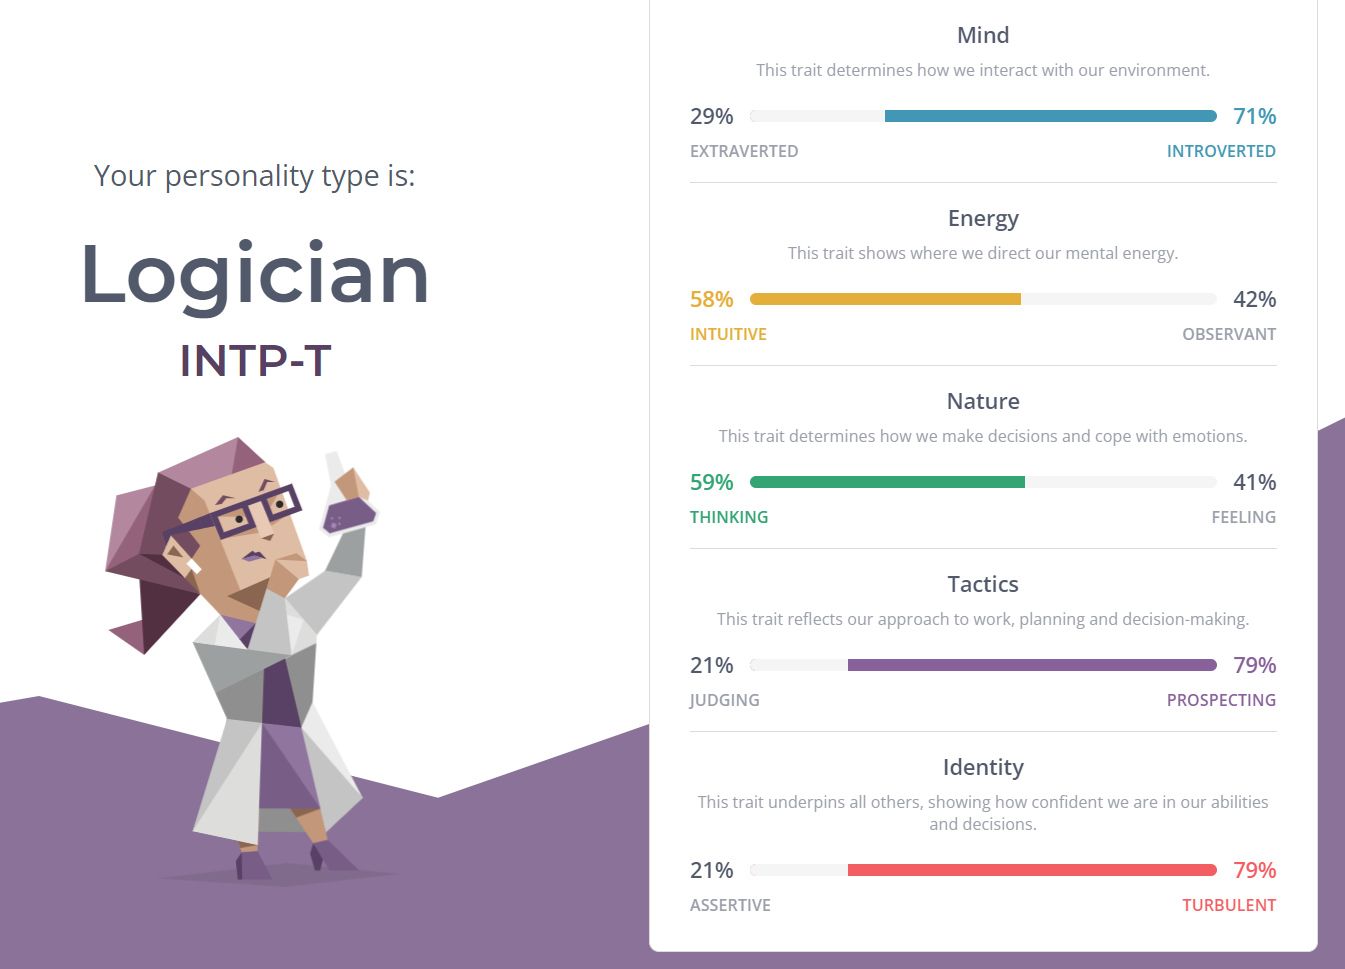 Your personality type is:
Logician
INTP-T
Mind
This trait determines how we interact with our environment.
29% 71%
EXTRAVERTED INTROVERTED
Energy
This trait shows where we direct our mental energy.
58% 42%
INTUITIVE OBSERVANT
Nature
This trait determines how we make decisions and cope with emotions.
59% 41%
THINKING FEELING
Tactics
This trait reflects our approach to work, planning and decision-making.
21% 79%
JUDGING PROSPECTING
Identity
This trait underpins all others, showing how confident we are in our abilities
and decisions.
21% 79%
ASSERTIVE TURBULENT